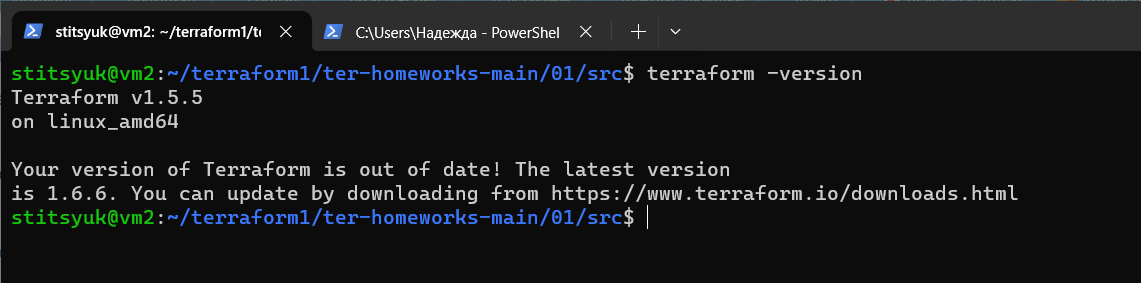 stitsyuk@vm2: ~/terraform1/te
C:\Users\Надежда - PowerShel
stitsyuk@vm2:~/terraform1/ter-homeworks-main/01/src$ terraform -version
Terraform v1.5.5
on linux_amd64
Your version of Terraform is out of date! The latest version
is 1.6.6. You can update by downloading from https://www.terraform.io/downloads.html
stitsyuk@vm2:~/terraform1/ter-homeworks-main/01/src$